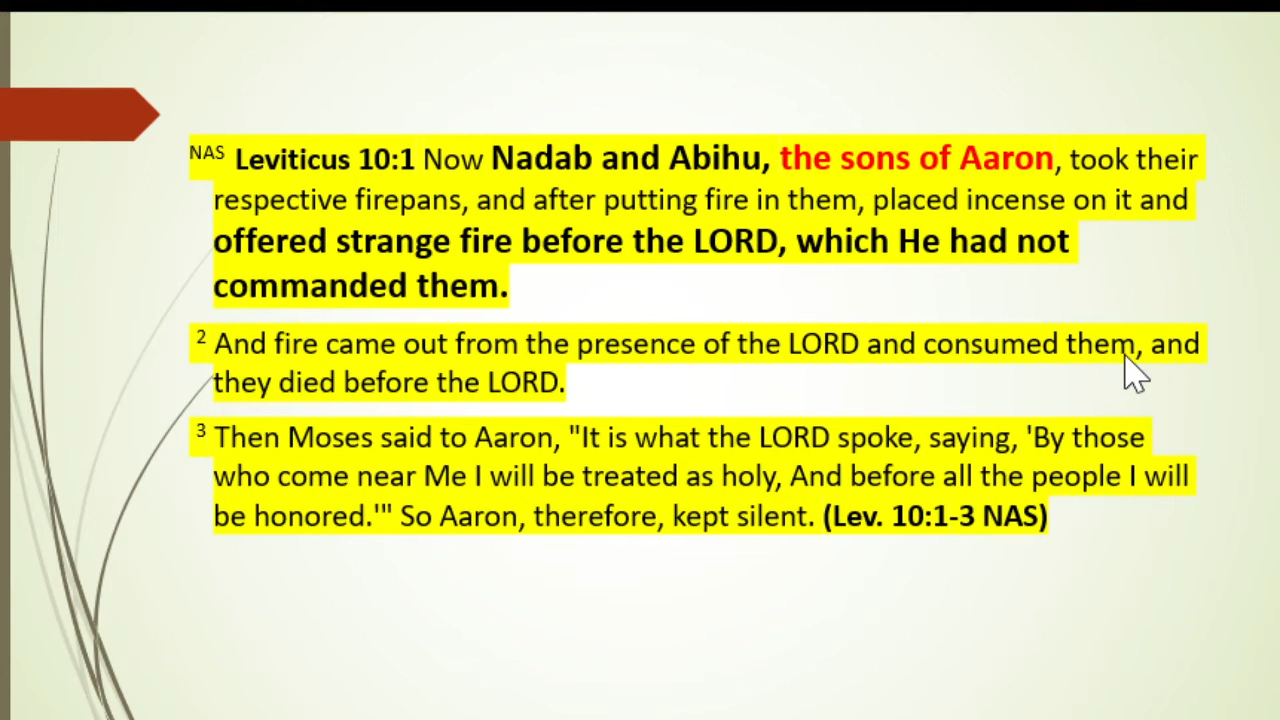 NAS Leviticus 10:1 Now Nadab and Abihu, the sons of Aaron, took their
respective firepans, and after putting fire in them, placed incense on it and
offered strange fire before the LORD, which He had not
commanded them.
2 And fire came out from the presence of the LORD and consumed them, and
they died before the LORD.
3 Then Moses said to Aaron, "It is what the LORD spoke, saying, 'By those
who come near Me I will be treated as holy, And before all the people I will
be honored.'" So Aaron, therefore, kept silent. (Lev. 10:1-3 NAS)